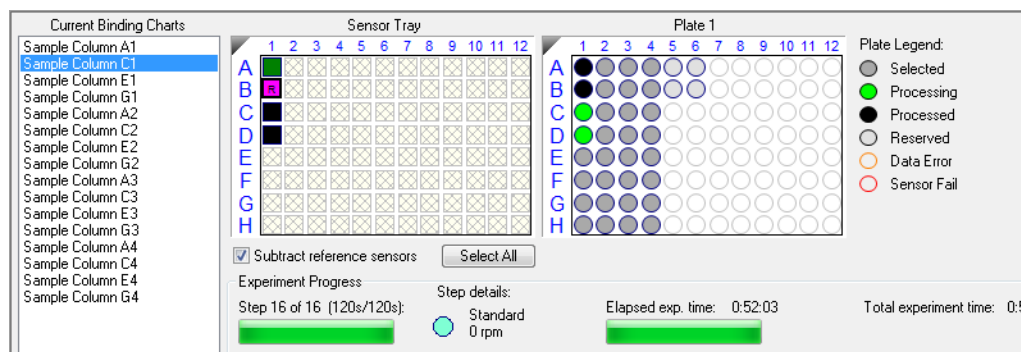 Current Binding Charts
Sample Column A1
Sample Column C1
Sample Column E1
Sample Column G1
Sample Column A2
Sample Column C2
Sample Column E2
Sample Column G2
Sample Column A3
Sample Column C3
Sample Column E3
Sample Column G3
Sample Column A4
Sample Column C4
Sample Column E4
Sample Column G4
Sensor Tray
1 2 3 4 5 6 7 8 9 10 11 12
A
B R
C
D
E
F
G
H
Plate 1
1 2 3 4 5 6 7 8 9 10 11 12
A
B
C
D
E
F
G
H
Plate Legend:
Selected
Processing
Processed
Reserved
Data Error
Sensor Fail
Subtract reference sensors
Select All
Experiment Progress
Step 16 of 16 (120s/120s):
Step details:
Standard
0 rpm
Elapsed exp. time: 0:52:03
Total experiment time: